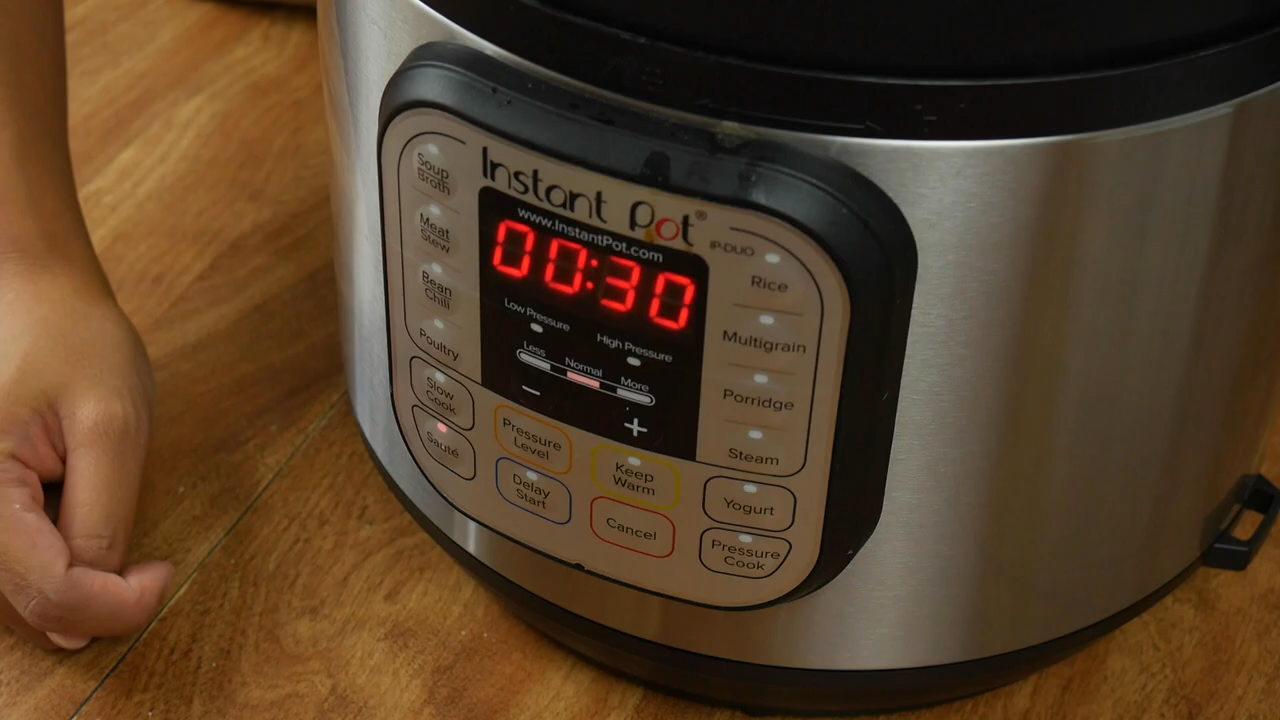 Instant Pot®
www.InstantPot.com
IP-DUO
00:30
Low Pressure
High Pressure
Less
Normal
More
−
+
Soup
Broth
Meat
Stew
Bean
Chili
Poultry
Slow
Cook
Sauté
Pressure
Level
Delay
Start
Keep
Warm
Cancel
Rice
Multigrain
Porridge
Steam
Yogurt
Pressure
Cook